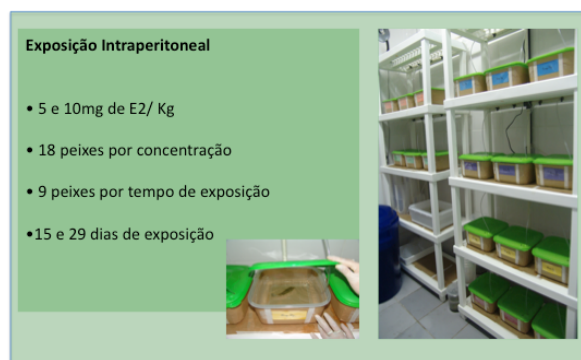 Exposição Intraperitoneal
• 5 e 10mg de E2/ Kg
• 18 peixes por concentração
• 9 peixes por tempo de exposição
•15 e 29 dias de exposição